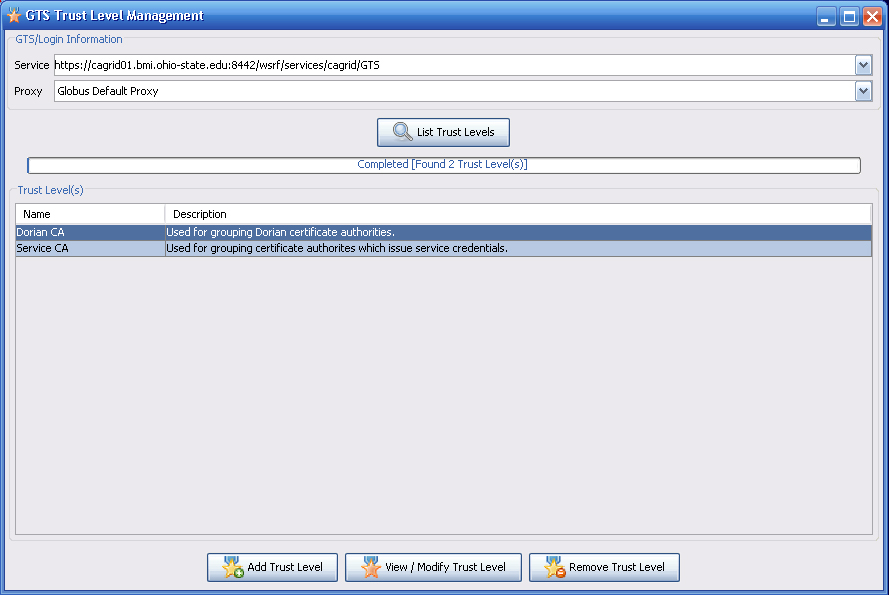 GTS Trust Level Management
GTS/Login Information
Service https://cagrid01.bmi.ohio-state.edu:8442/wsrf/services/cagrid/GTS
Proxy Globus Default Proxy
List Trust Levels
Completed [Found 2 Trust Level(s)]
Trust Level(s)
Name Description
Dorian CA Used for grouping Dorian certificate authorities.
Service CA Used for grouping certificate authorites which issue service credentials.
Add Trust Level View / Modify Trust Level Remove Trust Level